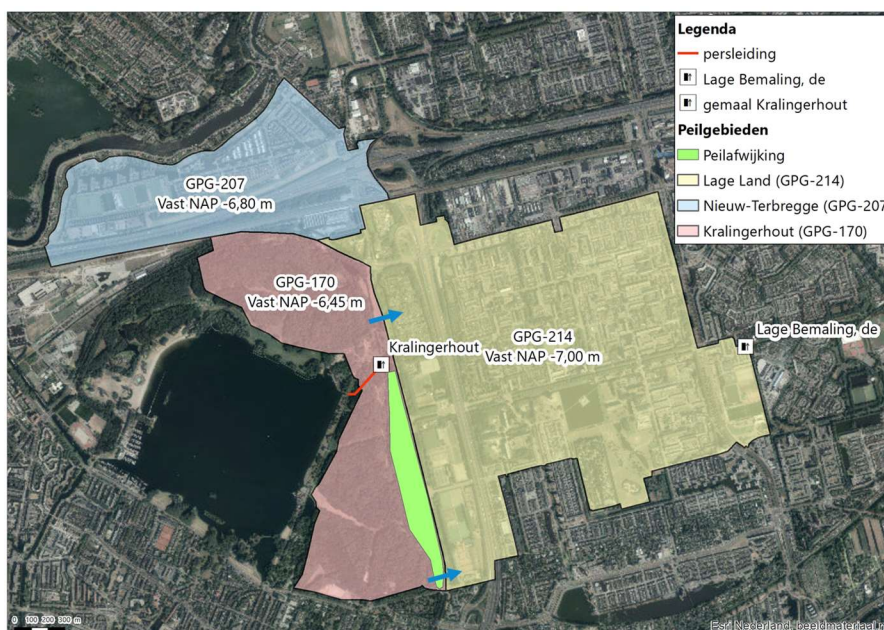 Legenda
persleiding
Lage Bemaling, de
gemaal Kralingerhout
Peilgebieden
Peilafwijking
Lage Land (GPG-214)
Nieuw-Terbregge (GPG-207
Kralingerhout (GPG-170)
GPG-207
Vast NAP -6,80 m
GPG-170
Vast NAP -6,45 m
GPG-214
Vast NAP -7,00 m
Kralingerhout
Lage Bemaling, de
0 100 200 300 m
Esri Nederland, beeldmateriaal